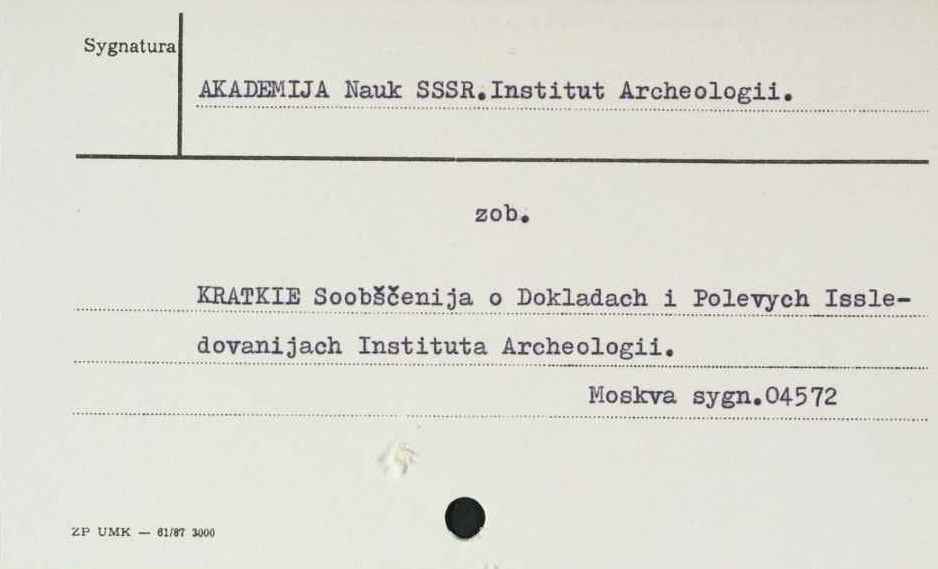 Sygnatura
AKADEMIJA Nauk SSSR.Institut Archeologii.
zob.
KRATKIE Soobščenija o Dokladach i Polevych Issle-
dovanijach Instituta Archeologii.
Moskva sygn.04572
ZP UMK — 61/67 3000